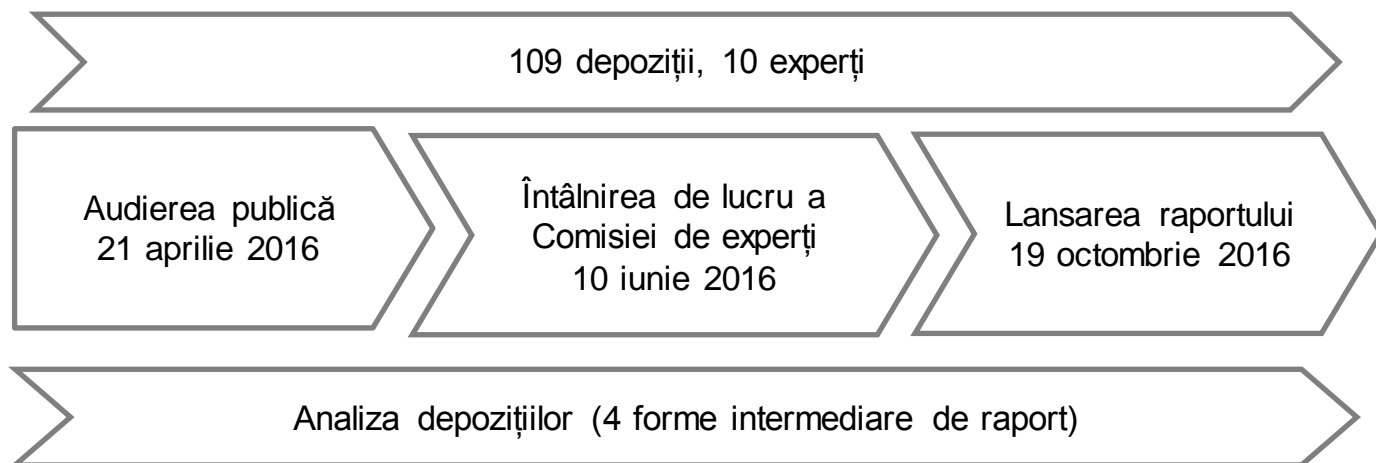 109 depoziții, 10 experți
Audierea publică
21 aprilie 2016
Întâlnirea de lucru a
Comisiei de experți
10 iunie 2016
Lansarea raportului
19 octombrie 2016
Analiza depozițiilor (4 forme intermediare de raport)